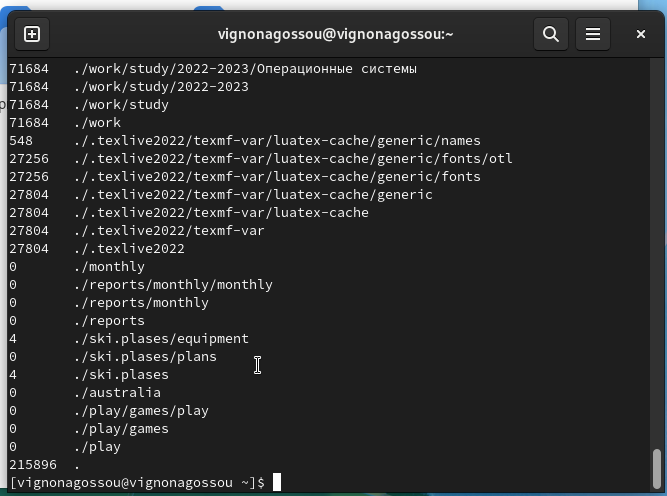 vignonagossou@vignonagossou:~
71684 ./work/study/2022-2023/Операционные системы
71684 ./work/study/2022-2023
71684 ./work/study
71684 ./work
548 ./.texlive2022/texmf-var/luatex-cache/generic/names
27256 ./.texlive2022/texmf-var/luatex-cache/generic/fonts/otl
27256 ./.texlive2022/texmf-var/luatex-cache/generic/fonts
27804 ./.texlive2022/texmf-var/luatex-cache/generic
27804 ./.texlive2022/texmf-var/luatex-cache
27804 ./.texlive2022/texmf-var
27804 ./.texlive2022
0 ./monthly
0 ./reports/monthly/monthly
0 ./reports/monthly
0 ./reports
4 ./ski.plases/equipment
0 ./ski.plases/plans
4 ./ski.plases
0 ./australia
0 ./play/games/play
0 ./play/games
0 ./play
215896 .
[vignonagossou@vignonagossou ~]$